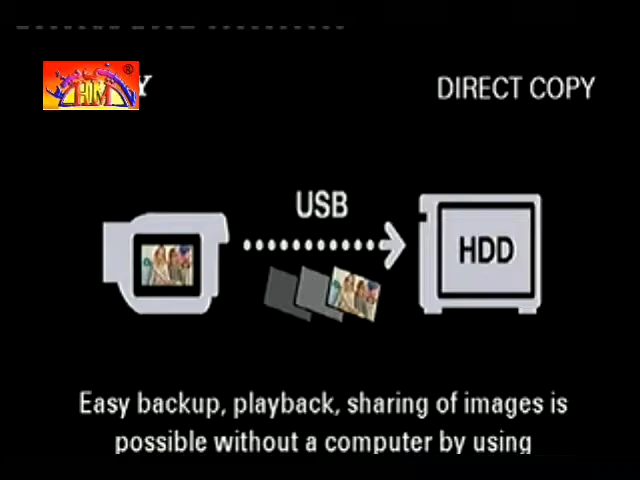 DIRECT COPY
USB
HDD
Easy backup, playback, sharing of images is
possible without a computer by using